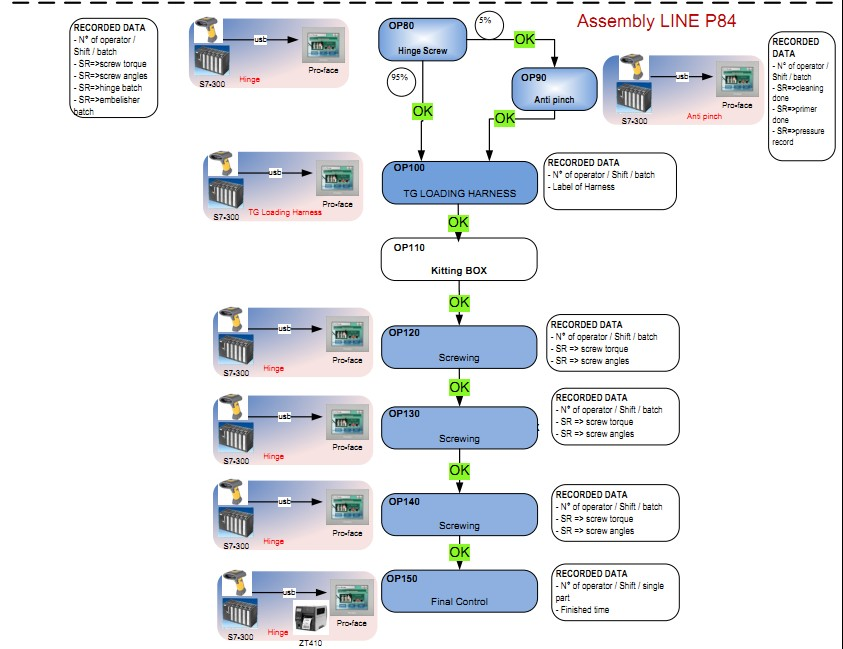 Assembly LINE P84
RECORDED DATA
- N° of operator /
Shift / batch
- SR=>screw torque
- SR=>screw angles
- SR=>hinge batch
- SR=>embelisher
batch
usb
S7-300
Hinge
Pro-face
OP80
Hinge Screw
5%
OK
95%
OK
OP90
Anti pinch
OK
usb
S7-300
Anti pinch
Pro-face
RECORDED
DATA
- N° of operator /
Shift / batch
- SR=>cleaning
done
- SR=>primer
done
- SR=>pressure
record
usb
S7-300
TG Loading Harness
Pro-face
OP100
TG LOADING HARNESS
RECORDED DATA
- N° of operator / Shift / batch
- Label of Harness
OK
OP110
Kitting BOX
OK
usb
S7-300
Hinge
Pro-face
OP120
Screwing
RECORDED DATA
- N° of operator / Shift / batch
- SR => screw torque
- SR => screw angles
OK
usb
S7-300
Hinge
Pro-face
OP130
Screwing
RECORDED DATA
- N° of operator / Shift / batch
- SR => screw torque
- SR => screw angles
OK
usb
S7-300
Hinge
Pro-face
OP140
Screwing
RECORDED DATA
- N° of operator / Shift / batch
- SR => screw torque
- SR => screw angles
OK
usb
S7-300
Hinge
ZT410
Pro-face
OP150
Final Control
RECORDED DATA
- N° of operator / Shift / single
part
- Finished time